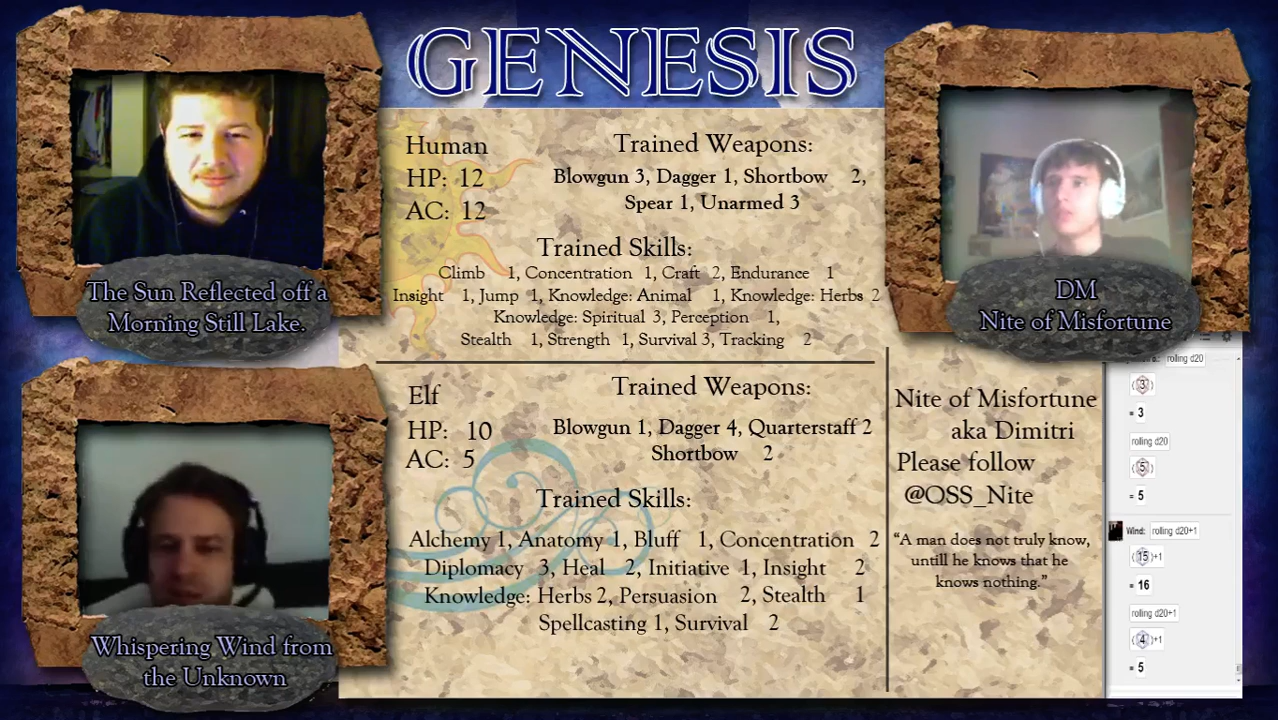 GENESIS
Human
HP: 12
AC: 12
Trained Weapons:
Blowgun 3, Dagger 1, Shortbow 2,
Spear 1, Unarmed 3
Trained Skills:
Climb 1, Concentration 1, Craft 2, Endurance 1
Insight 1, Jump 1, Knowledge: Animal 1, Knowledge: Herbs 2
Knowledge: Spiritual 3, Perception 1,
Stealth 1, Strength 1, Survival 3, Tracking 2
The Sun Reflected off a
Morning Still Lake.
DM
Nite of Misfortune
Elf
HP: 10
AC: 5
Trained Weapons:
Blowgun 1, Dagger 4, Quarterstaff 2
Shortbow 2
Trained Skills:
Alchemy 1, Anatomy 1, Bluff 1, Concentration 2
Diplomacy 3, Heal 2, Initiative 1, Insight 2
Knowledge: Herbs 2, Persuasion 2, Stealth 1
Spellcasting 1, Survival 2
Whispering Wind from
the Unknown
Nite of Misfortune
aka Dimitri
Please follow
@OSS_Nite
"A man does not truly know,
untill he knows that he
knows nothing."
rolling d20
(3)
= 3
rolling d20
(5)
= 5
Wind: rolling d20+1
(15)+1
= 16
rolling d20+1
(4)+1
= 5